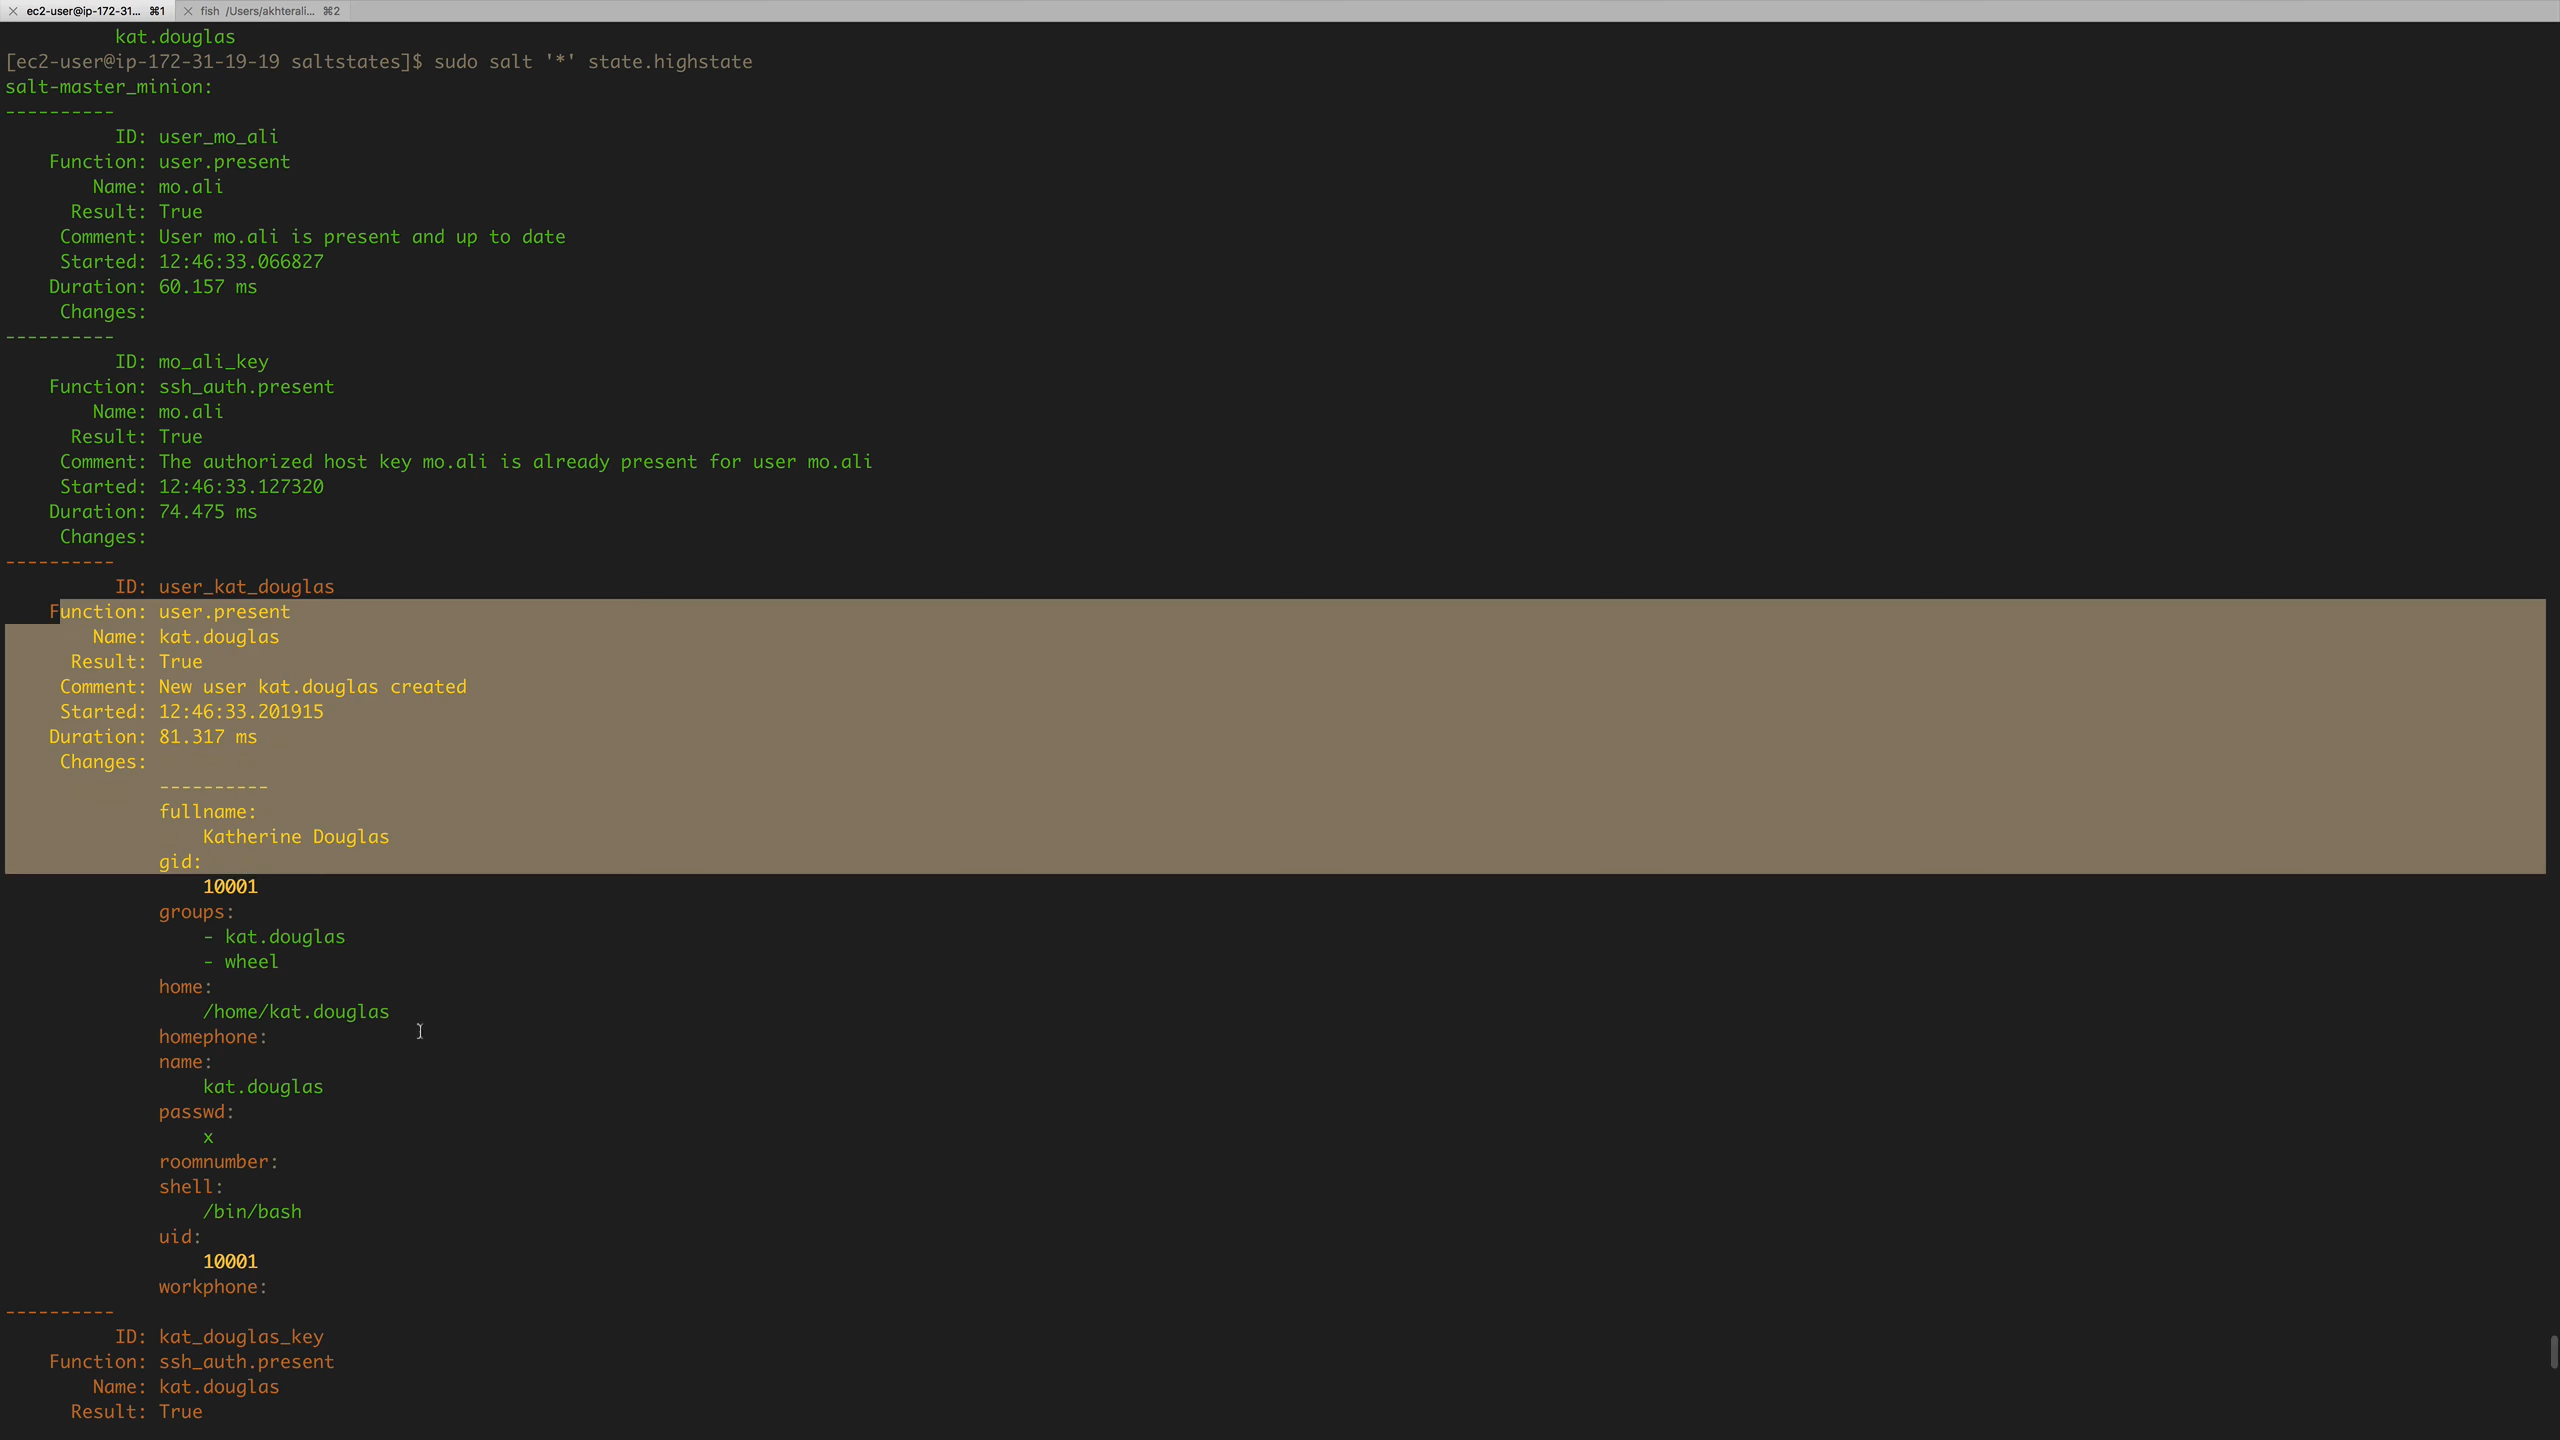 ec2-user@ip-172-31... ⌘1 fish /Users/akhterali... ⌘2
kat.douglas
[ec2-user@ip-172-31-19-19 saltstates]$ sudo salt '*' state.highstate
salt-master_minion:
----------
ID: user_mo_ali
Function: user.present
Name: mo.ali
Result: True
Comment: User mo.ali is present and up to date
Started: 12:46:33.066827
Duration: 60.157 ms
Changes:
----------
ID: mo_ali_key
Function: ssh_auth.present
Name: mo.ali
Result: True
Comment: The authorized host key mo.ali is already present for user mo.ali
Started: 12:46:33.127320
Duration: 74.475 ms
Changes:
----------
ID: user_kat_douglas
Function: user.present
Name: kat.douglas
Result: True
Comment: New user kat.douglas created
Started: 12:46:33.201915
Duration: 81.317 ms
Changes:
----------
fullname:
Katherine Douglas
gid:
10001
groups:
- kat.douglas
- wheel
home:
/home/kat.douglas
homephone:
name:
kat.douglas
passwd:
x
roomnumber:
shell:
/bin/bash
uid:
10001
workphone:
----------
ID: kat_douglas_key
Function: ssh_auth.present
Name: kat.douglas
Result: True